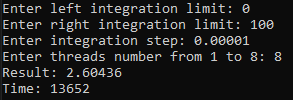 Enter left integration limit: 0
Enter right integration limit: 100
Enter integration step: 0.00001
Enter threads number from 1 to 8: 8
Result: 2.60436
Time: 13652